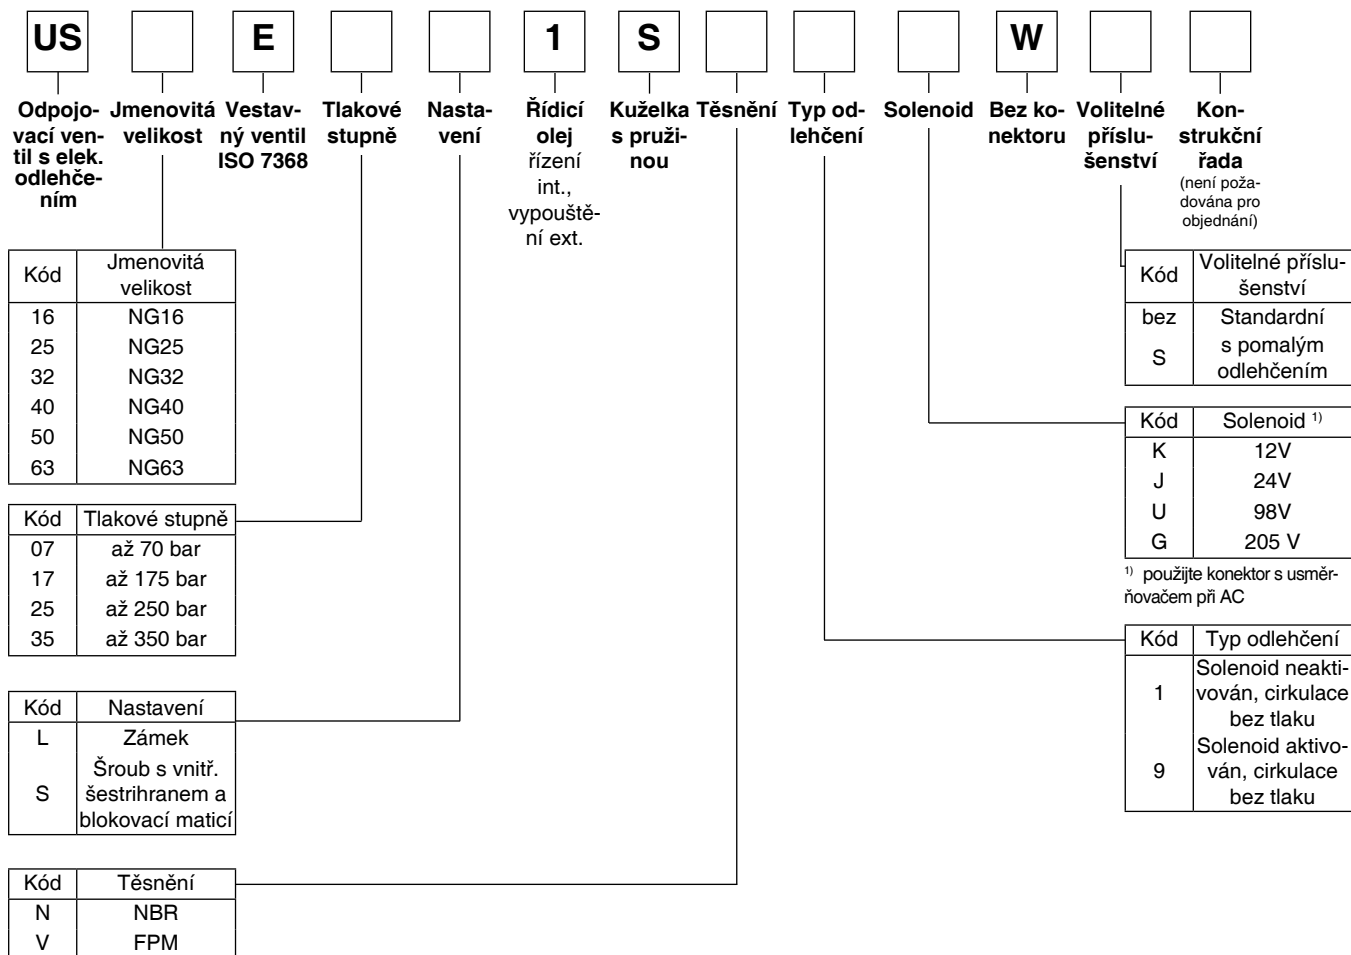 US
E
1
S
W
Odpojo-
vací ven-
til s elek.
odlehče-
ním
Jmenovitá
velikost
Vestav-
ný ventil
ISO 7368
Tlakové
stupně
Nasta-
vení
Řídicí
olej
řízení
int.,
vypouště-
ní ext.
Kuželka
s pruži-
nou
Těsnění
Typ od-
lehčení
Solenoid
Bez ko-
nektoru
Volitelné
příslu-
šenství
Kon-
strukční
řada
(není poža-
dována pro
objednání)
Kód Jmenovitá
velikost
16 NG16
25 NG25
32 NG32
40 NG40
50 NG50
63 NG63
Kód Tlakové stupně
07 až 70 bar
17 až 175 bar
25 až 250 bar
35 až 350 bar
Kód Nastavení
L Zámek
S Šroub s vnitř.
šestrihranem a
blokovací maticí
Kód Těsnění
N NBR
V FPM
Kód Volitelné příslu-
šenství
bez Standardní
S s pomalým
odlehčením
Kód Solenoid 1)
K 12V
J 24V
U 98V
G 205 V
1) použijte konektor s usměr-
ňovačem při AC
Kód Typ odlehčení
1 Solenoid neakti-
vován, cirkulace
bez tlaku
9 Solenoid aktivo-
ván, cirkulace
bez tlaku